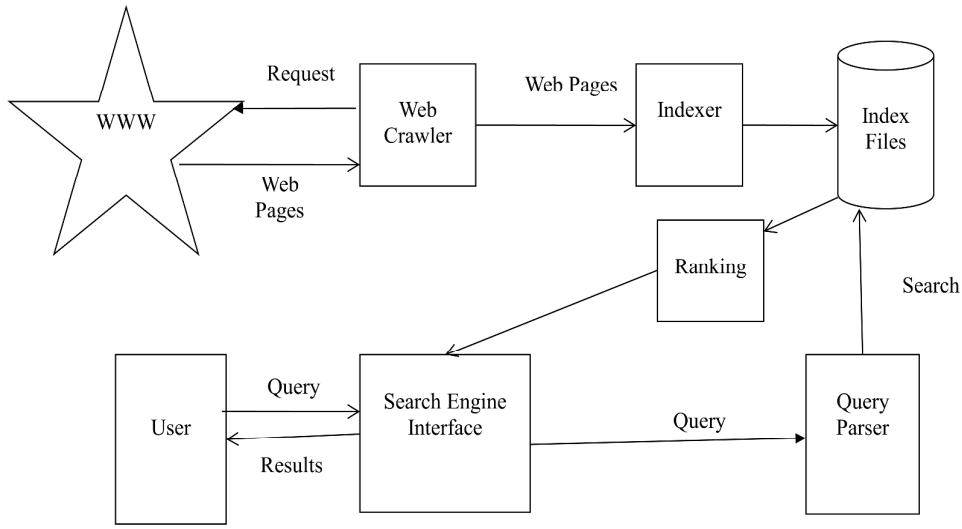 Request
WWW
Web
Crawler
Web Pages
Indexer
Index
Files
Web
Pages
Ranking
Search
User
Query
Results
Search Engine
Interface
Query
Query
Parser